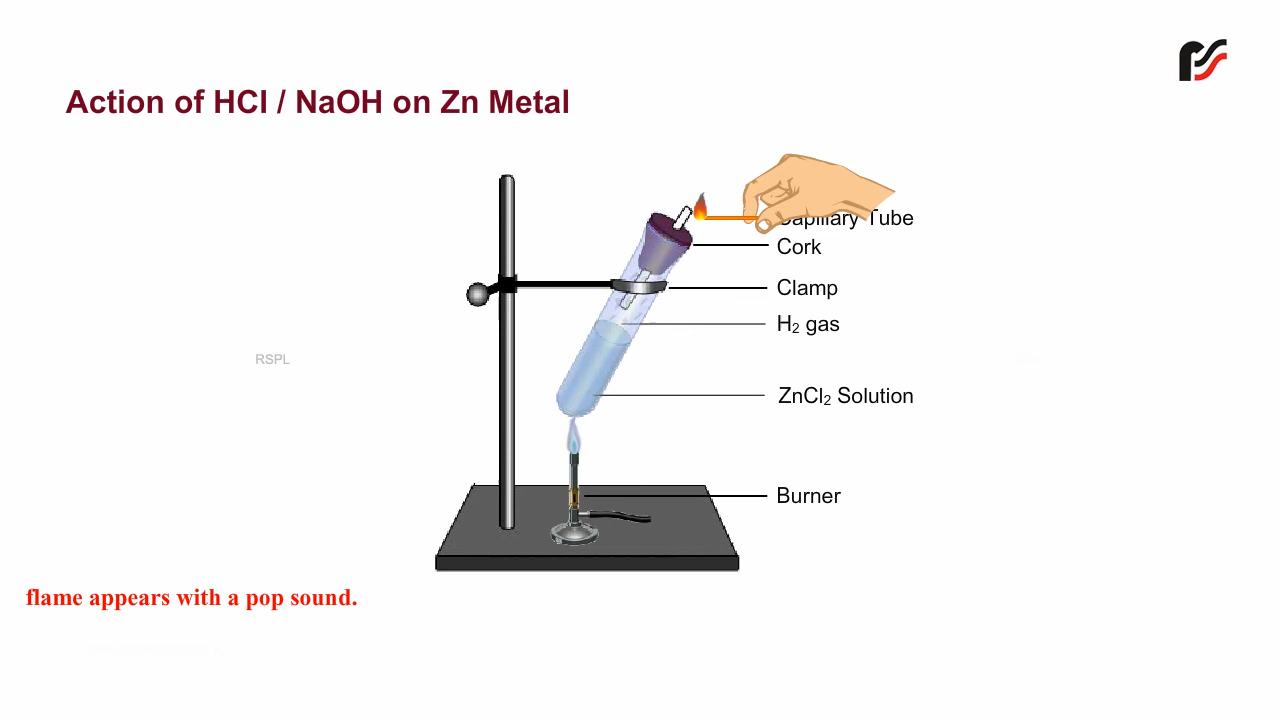 Action of HCl / NaOH on Zn Metal
Capillary Tube
Cork
Clamp
H₂ gas
RSPL
ZnCl₂ Solution
Burner
flame appears with a pop sound.